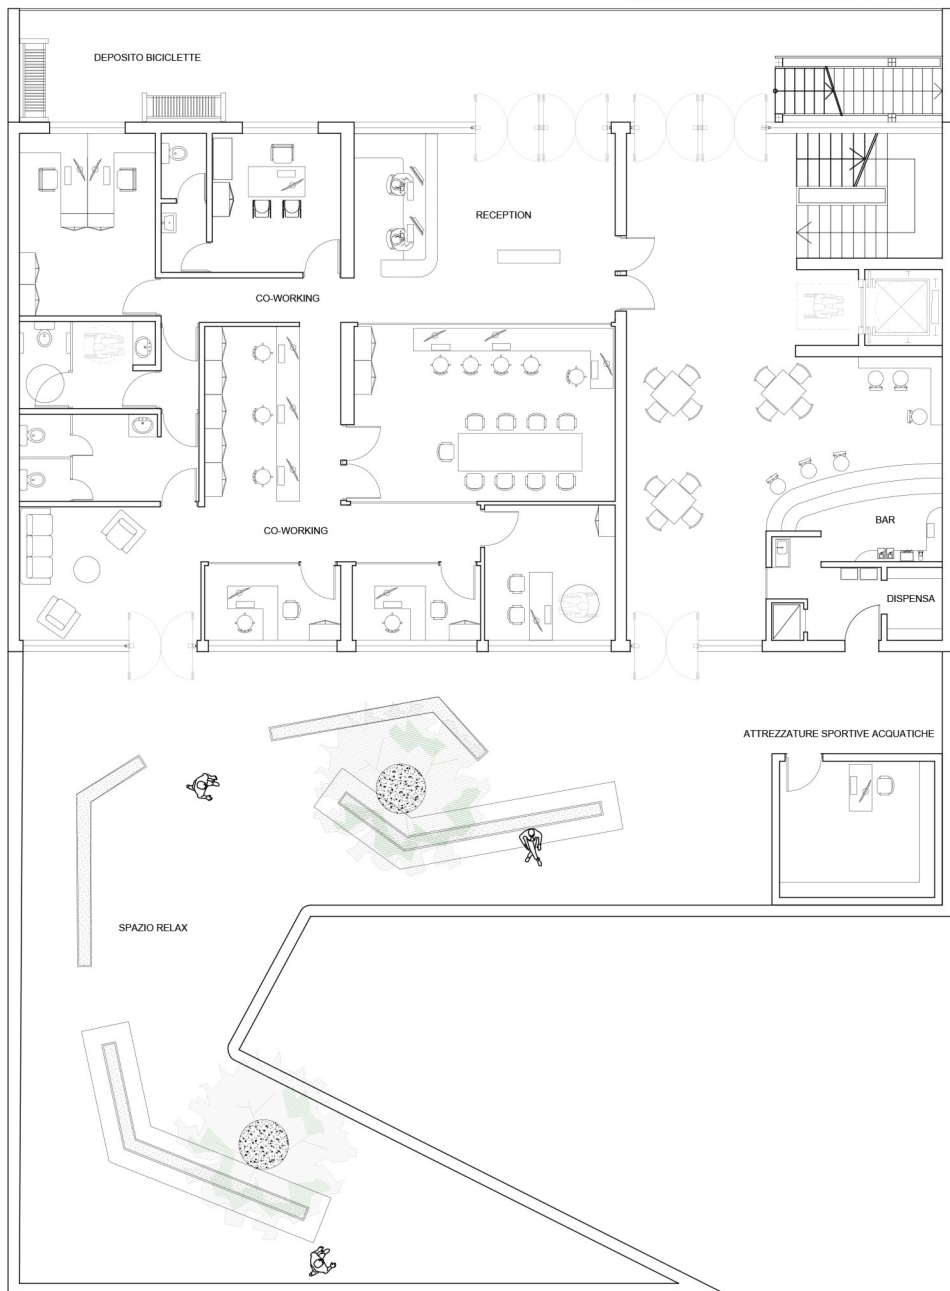 DEPOSITO BICICLETTE
RECEPTION
CO-WORKING
CO-WORKING
BAR
DISPENSA
ATTREZZATURE SPORTIVE ACQUATICHE
SPAZIO RELAX